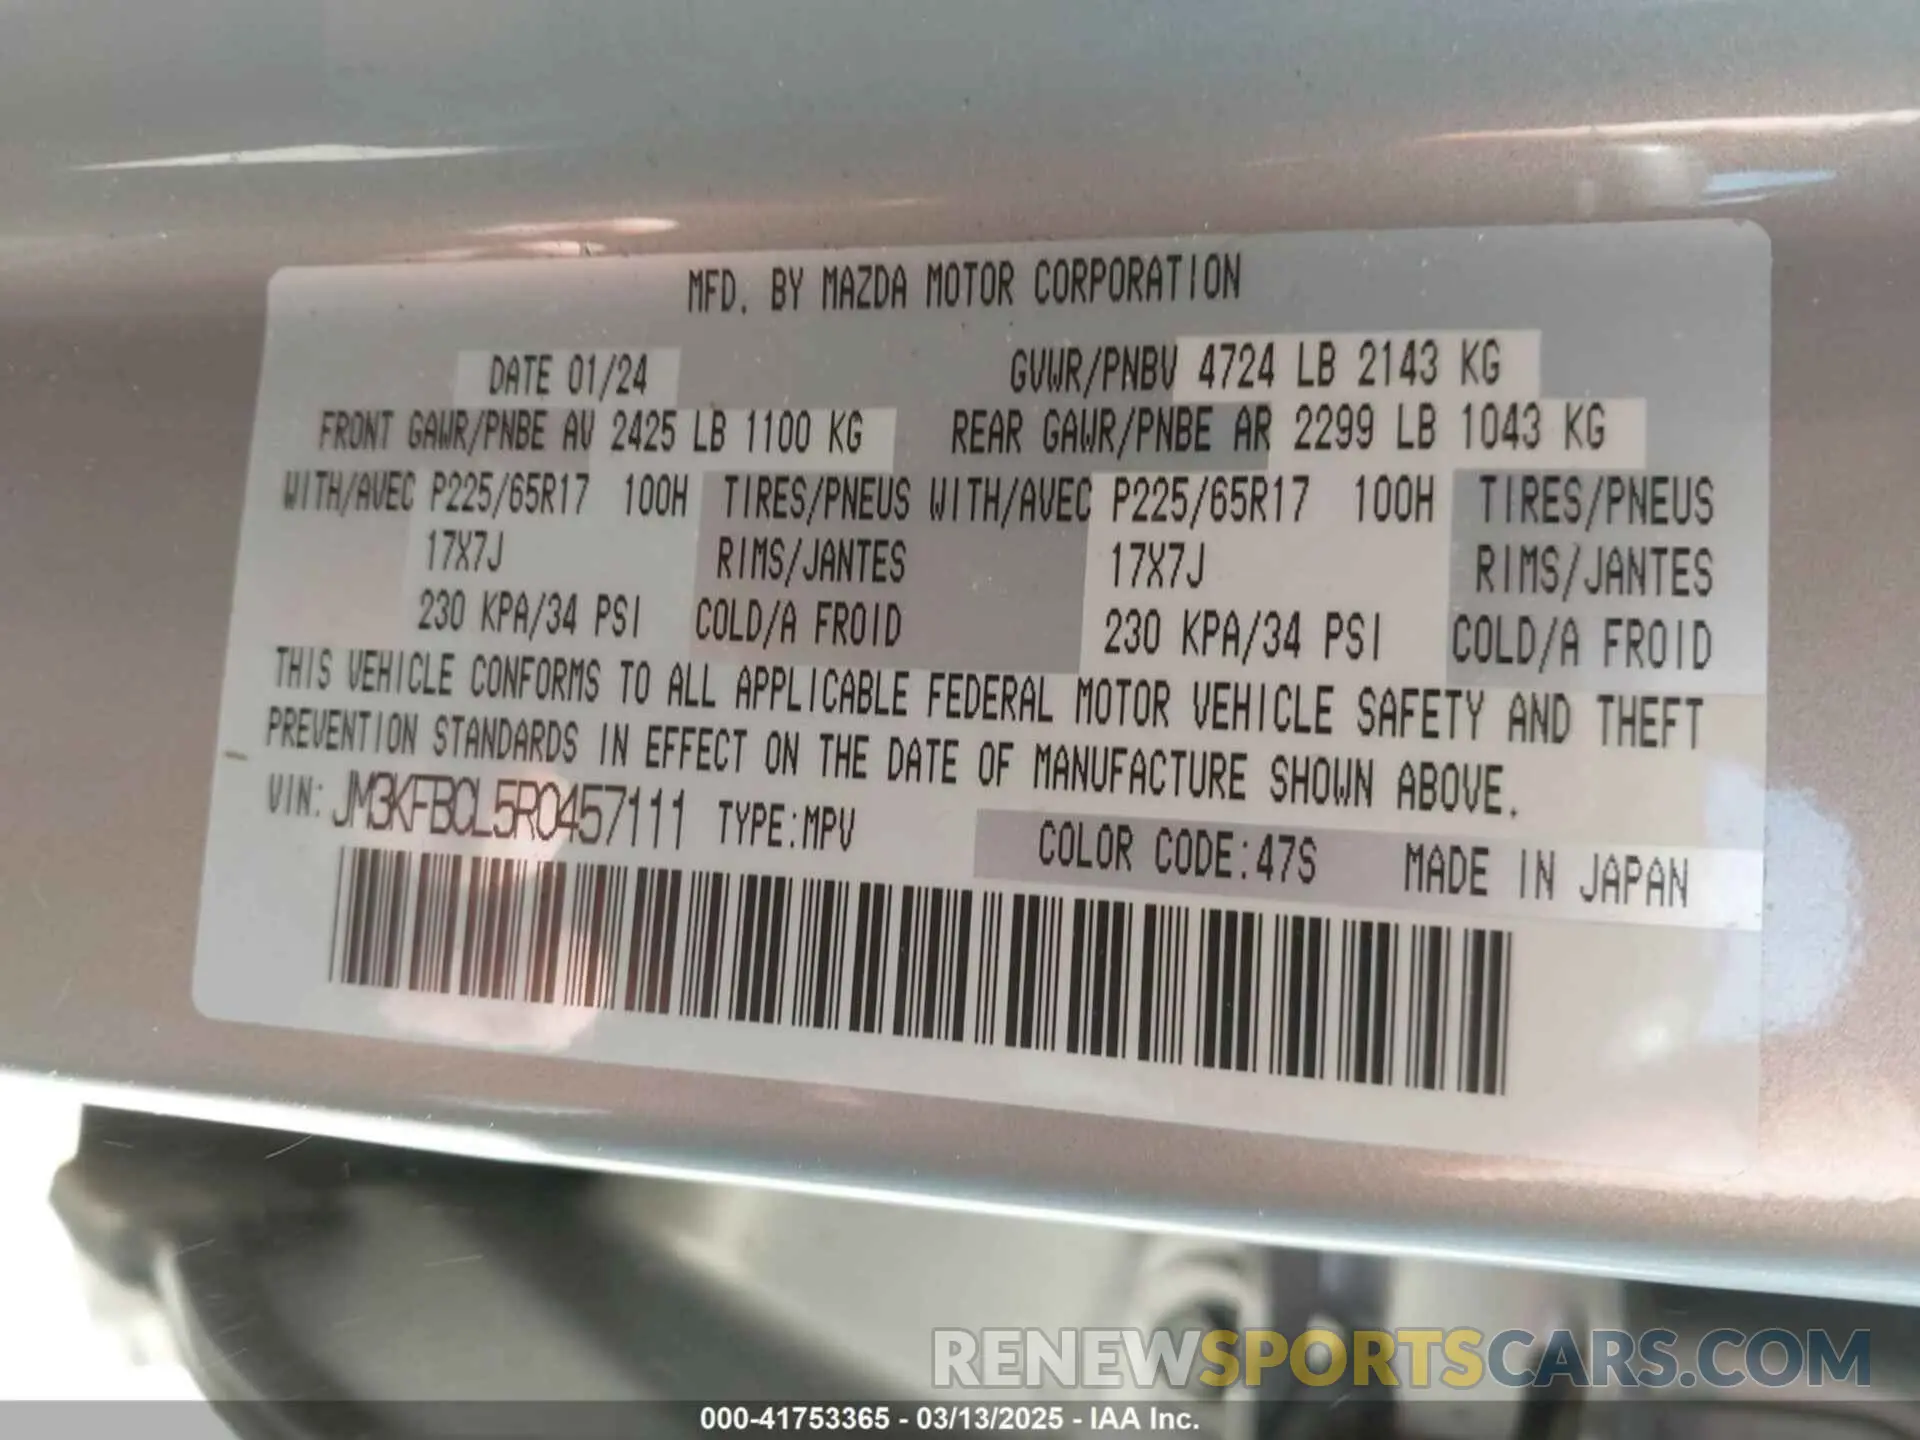 MFD. BY MAZDA MOTOR CORPORATION
DATE 01/24 GVWR/PNBV 4724 LB 2143 KG
FRONT GAWR/PNBE AV 2425 LB 1100 KG REAR GAWR/PNBE AR 2299 LB 1043 KG
WITH/AVEC P225/65R17 100H TIRES/PNEUS WITH/AVEC P225/65R17 100H TIRES/PNEUS
17X7J RIMS/JANTES 17X7J RIMS/JANTES
230 KPA/34 PSI COLD/A FROID 230 KPA/34 PSI COLD/A FROID
THIS VEHICLE CONFORMS TO ALL APPLICABLE FEDERAL MOTOR VEHICLE SAFETY AND THEFT
PREVENTION STANDARDS IN EFFECT ON THE DATE OF MANUFACTURE SHOWN ABOVE.
VIN: JM3KFBCL5R0457111 TYPE:MPV COLOR CODE:47S MADE IN JAPAN
RENEWSPORTSCARS.COM
000-41753365 - 03/13/2025 - IAA Inc.